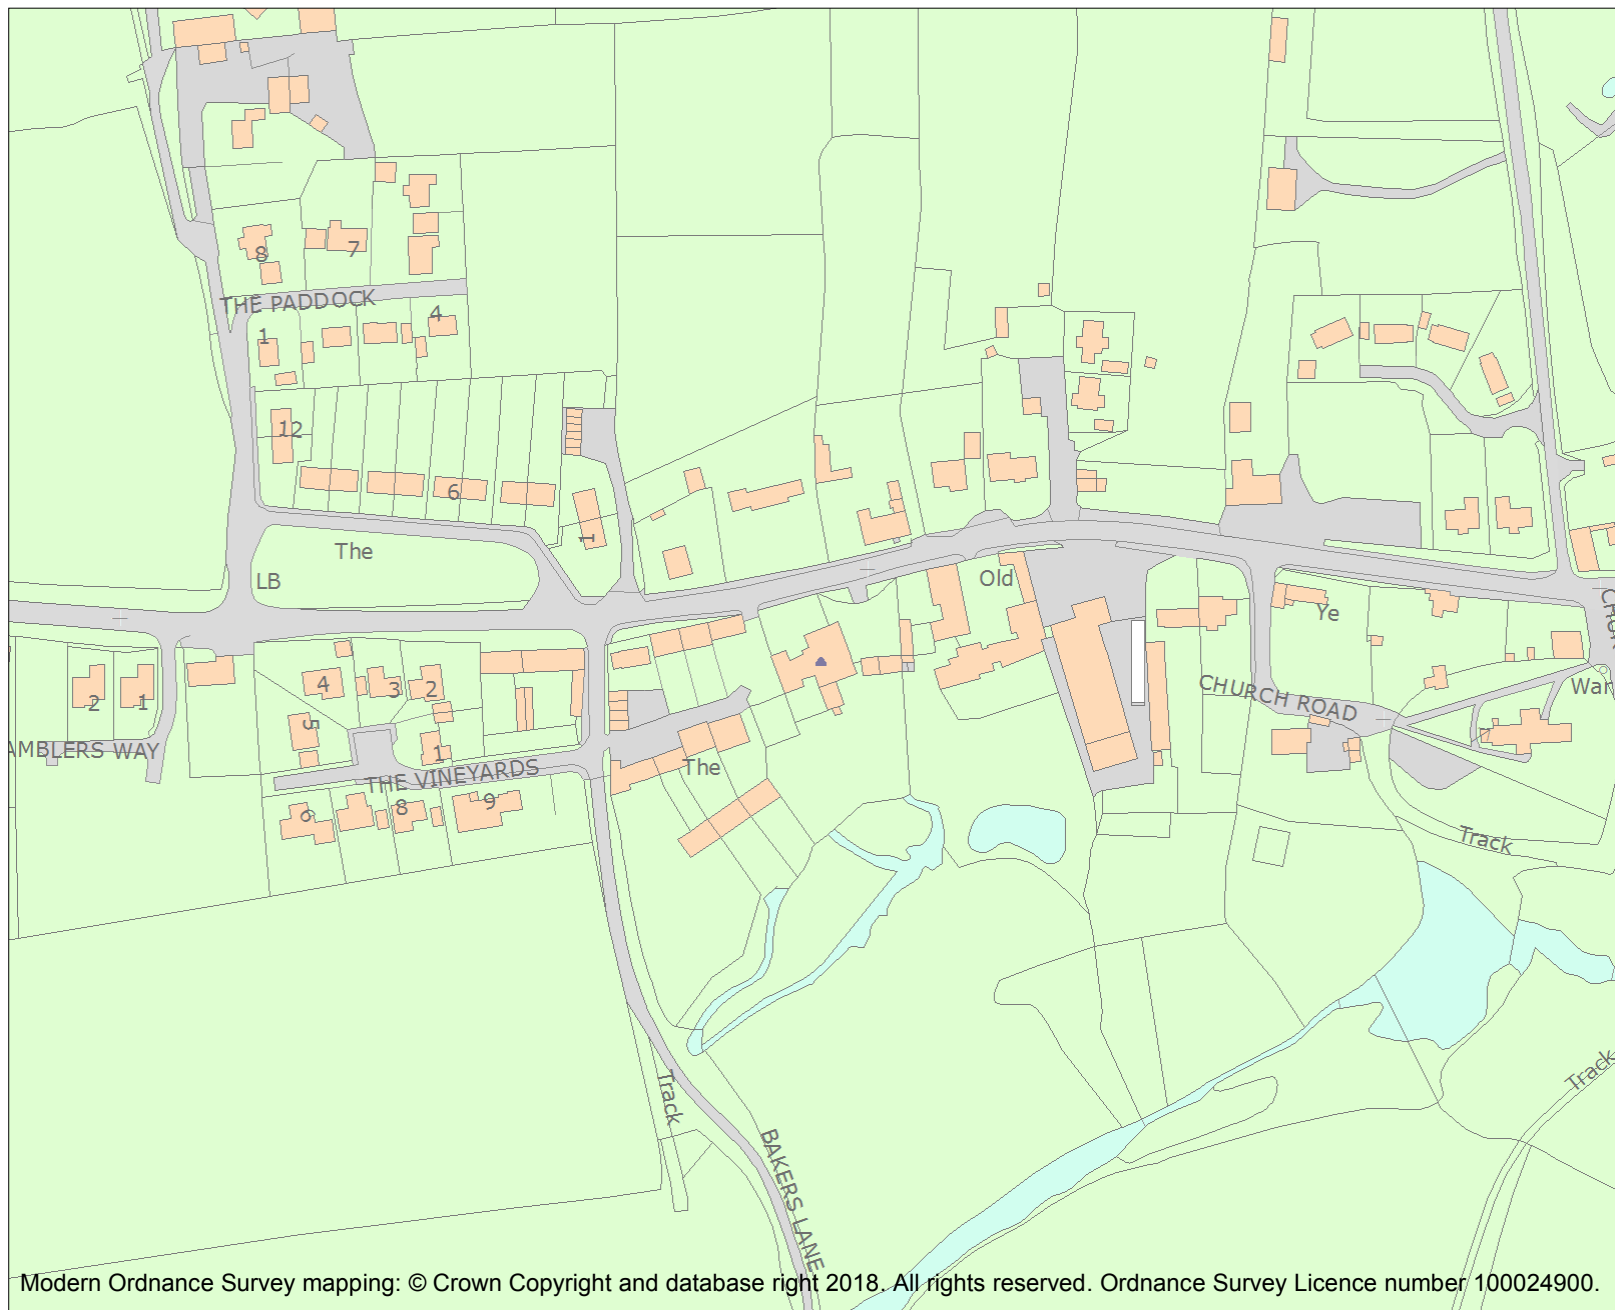 8
7
THE PADDOCK
4
1
12
6
1
The
LB
Old
Ye
CHURCH ROAD
War
4
3
2
2
1
5
AMBLERS WAY
1
THE VINEYARDS
The
6
8
9
Track
Track
Track
BAKERS LANE
Modern Ordnance Survey mapping: © Crown Copyright and database right 2018. All rights reserved. Ordnance Survey Licence number 100024900.